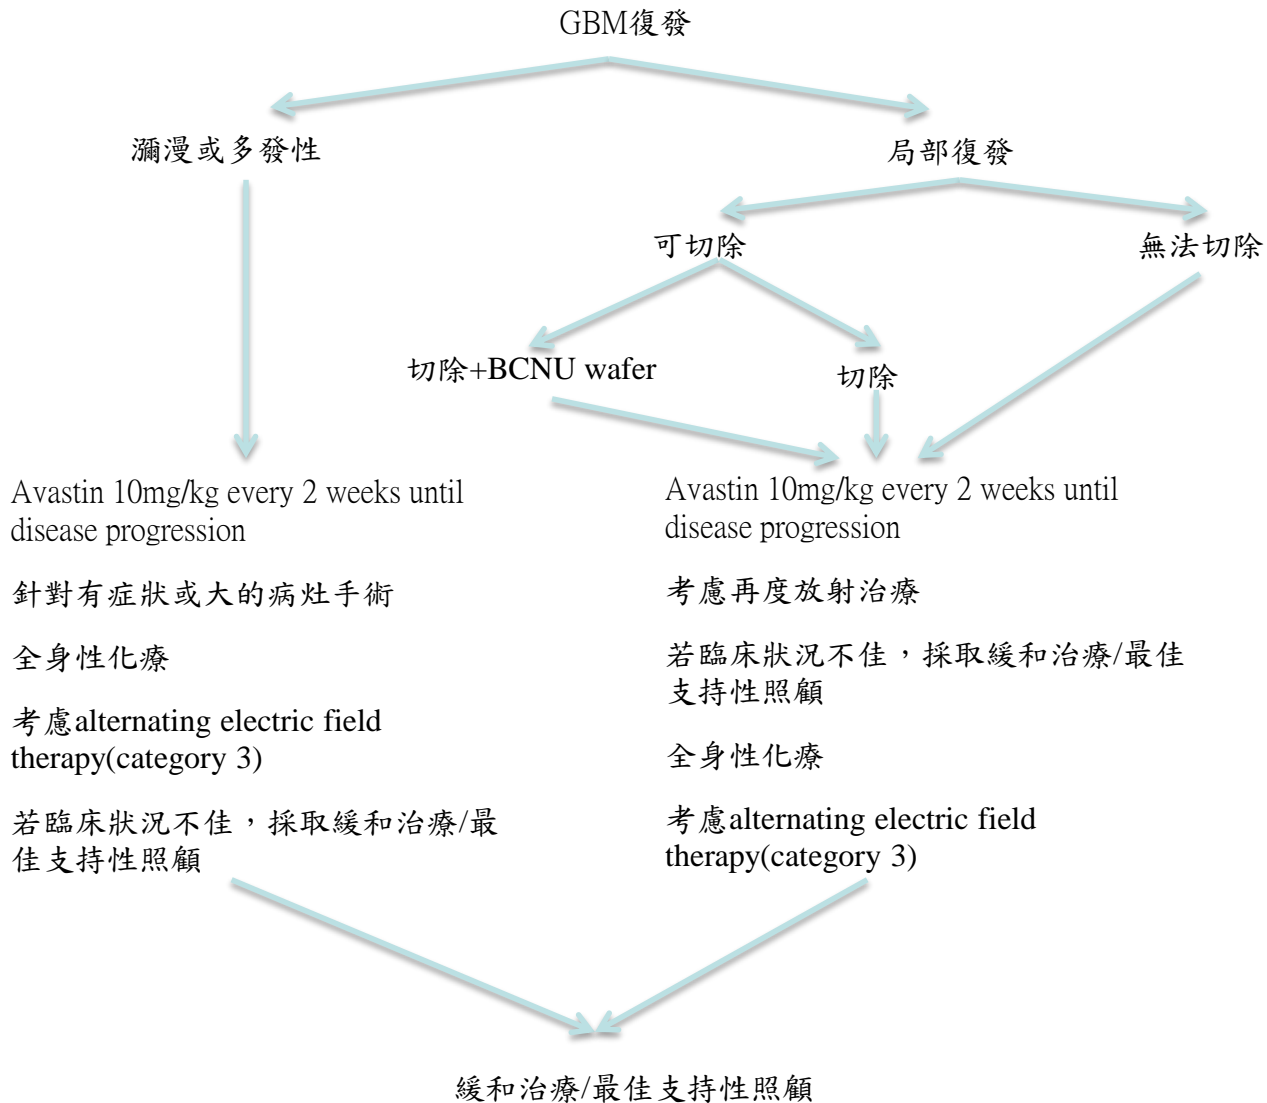 GBM復發
瀰漫或多發性
局部復發
可切除
無法切除
切除+BCNU wafer
切除
Avastin 10mg/kg every 2 weeks until
disease progression
針對有症狀或大的病灶手術
全身性化療
考慮alternating electric field
therapy(category 3)
若臨床狀況不佳，採取緩和治療/最
佳支持性照顧
Avastin 10mg/kg every 2 weeks until
disease progression
考慮再度放射治療
若臨床狀況不佳，採取緩和治療/最佳
支持性照顧
全身性化療
考慮alternating electric field
therapy(category 3)
緩和治療/最佳支持性照顧